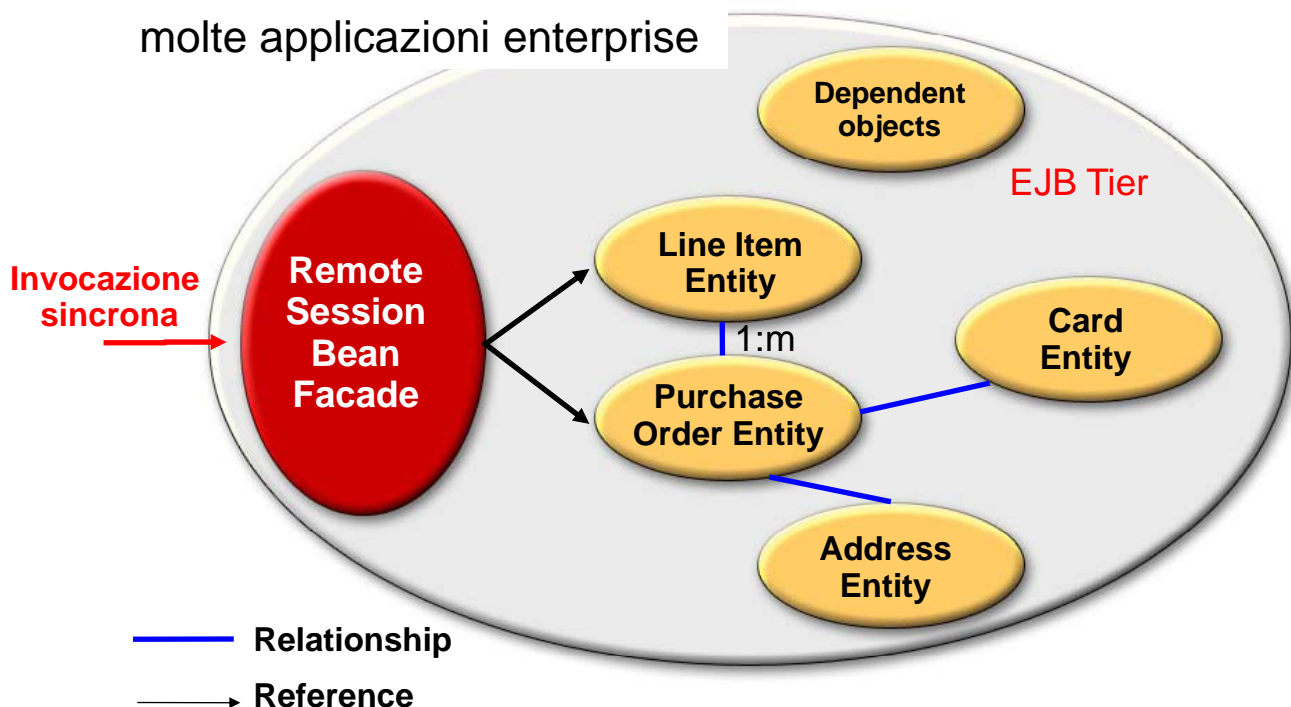 molte applicazioni enterprise
Dependent
objects
EJB Tier
Line Item
Entity
Invocazione
sincrona
Remote
Session
Bean
Facade
1:m
Card
Entity
Purchase
Order Entity
Address
Entity
Relationship
Reference